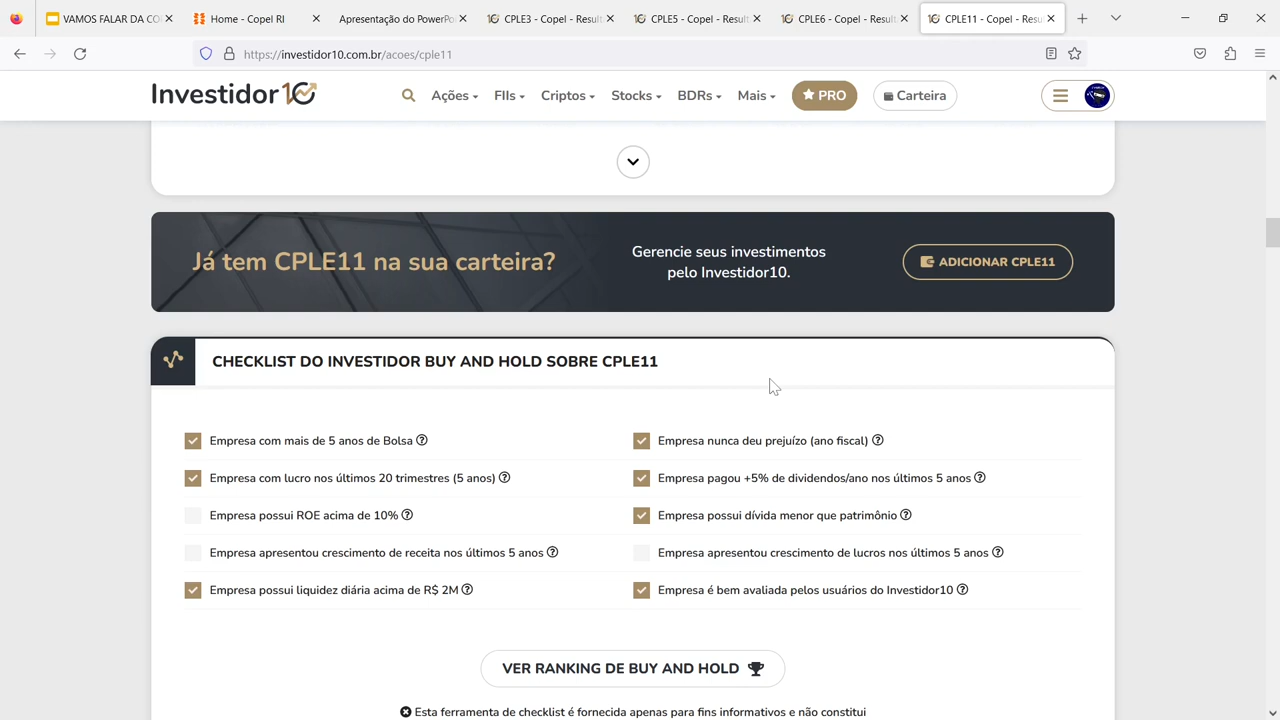 VAMOS FALAR DA CO
Home - Copel RI
Apresentação do PowerPo
CPLE3 - Copel - Result
CPLE5 - Copel - Result
CPLE6 - Copel - Result
CPLE11 - Copel - Resu
https://investidor10.com.br/acoes/cple11
Investidor10
Ações
FIIs
Criptos
Stocks
BDRs
Mais
PRO
Carteira
Já tem CPLE11 na sua carteira?
Gerencie seus investimentos
pelo Investidor10.
ADICIONAR CPLE11
CHECKLIST DO INVESTIDOR BUY AND HOLD SOBRE CPLE11
Empresa com mais de 5 anos de Bolsa
Empresa nunca deu prejuízo (ano fiscal)
Empresa com lucro nos últimos 20 trimestres (5 anos)
Empresa pagou +5% de dividendos/ano nos últimos 5 anos
Empresa possui ROE acima de 10%
Empresa possui dívida menor que patrimônio
Empresa apresentou crescimento de receita nos últimos 5 anos
Empresa apresentou crescimento de lucros nos últimos 5 anos
Empresa possui liquidez diária acima de R$ 2M
Empresa é bem avaliada pelos usuários do Investidor10
VER RANKING DE BUY AND HOLD
Esta ferramenta de checklist é fornecida apenas para fins informativos e não constitui